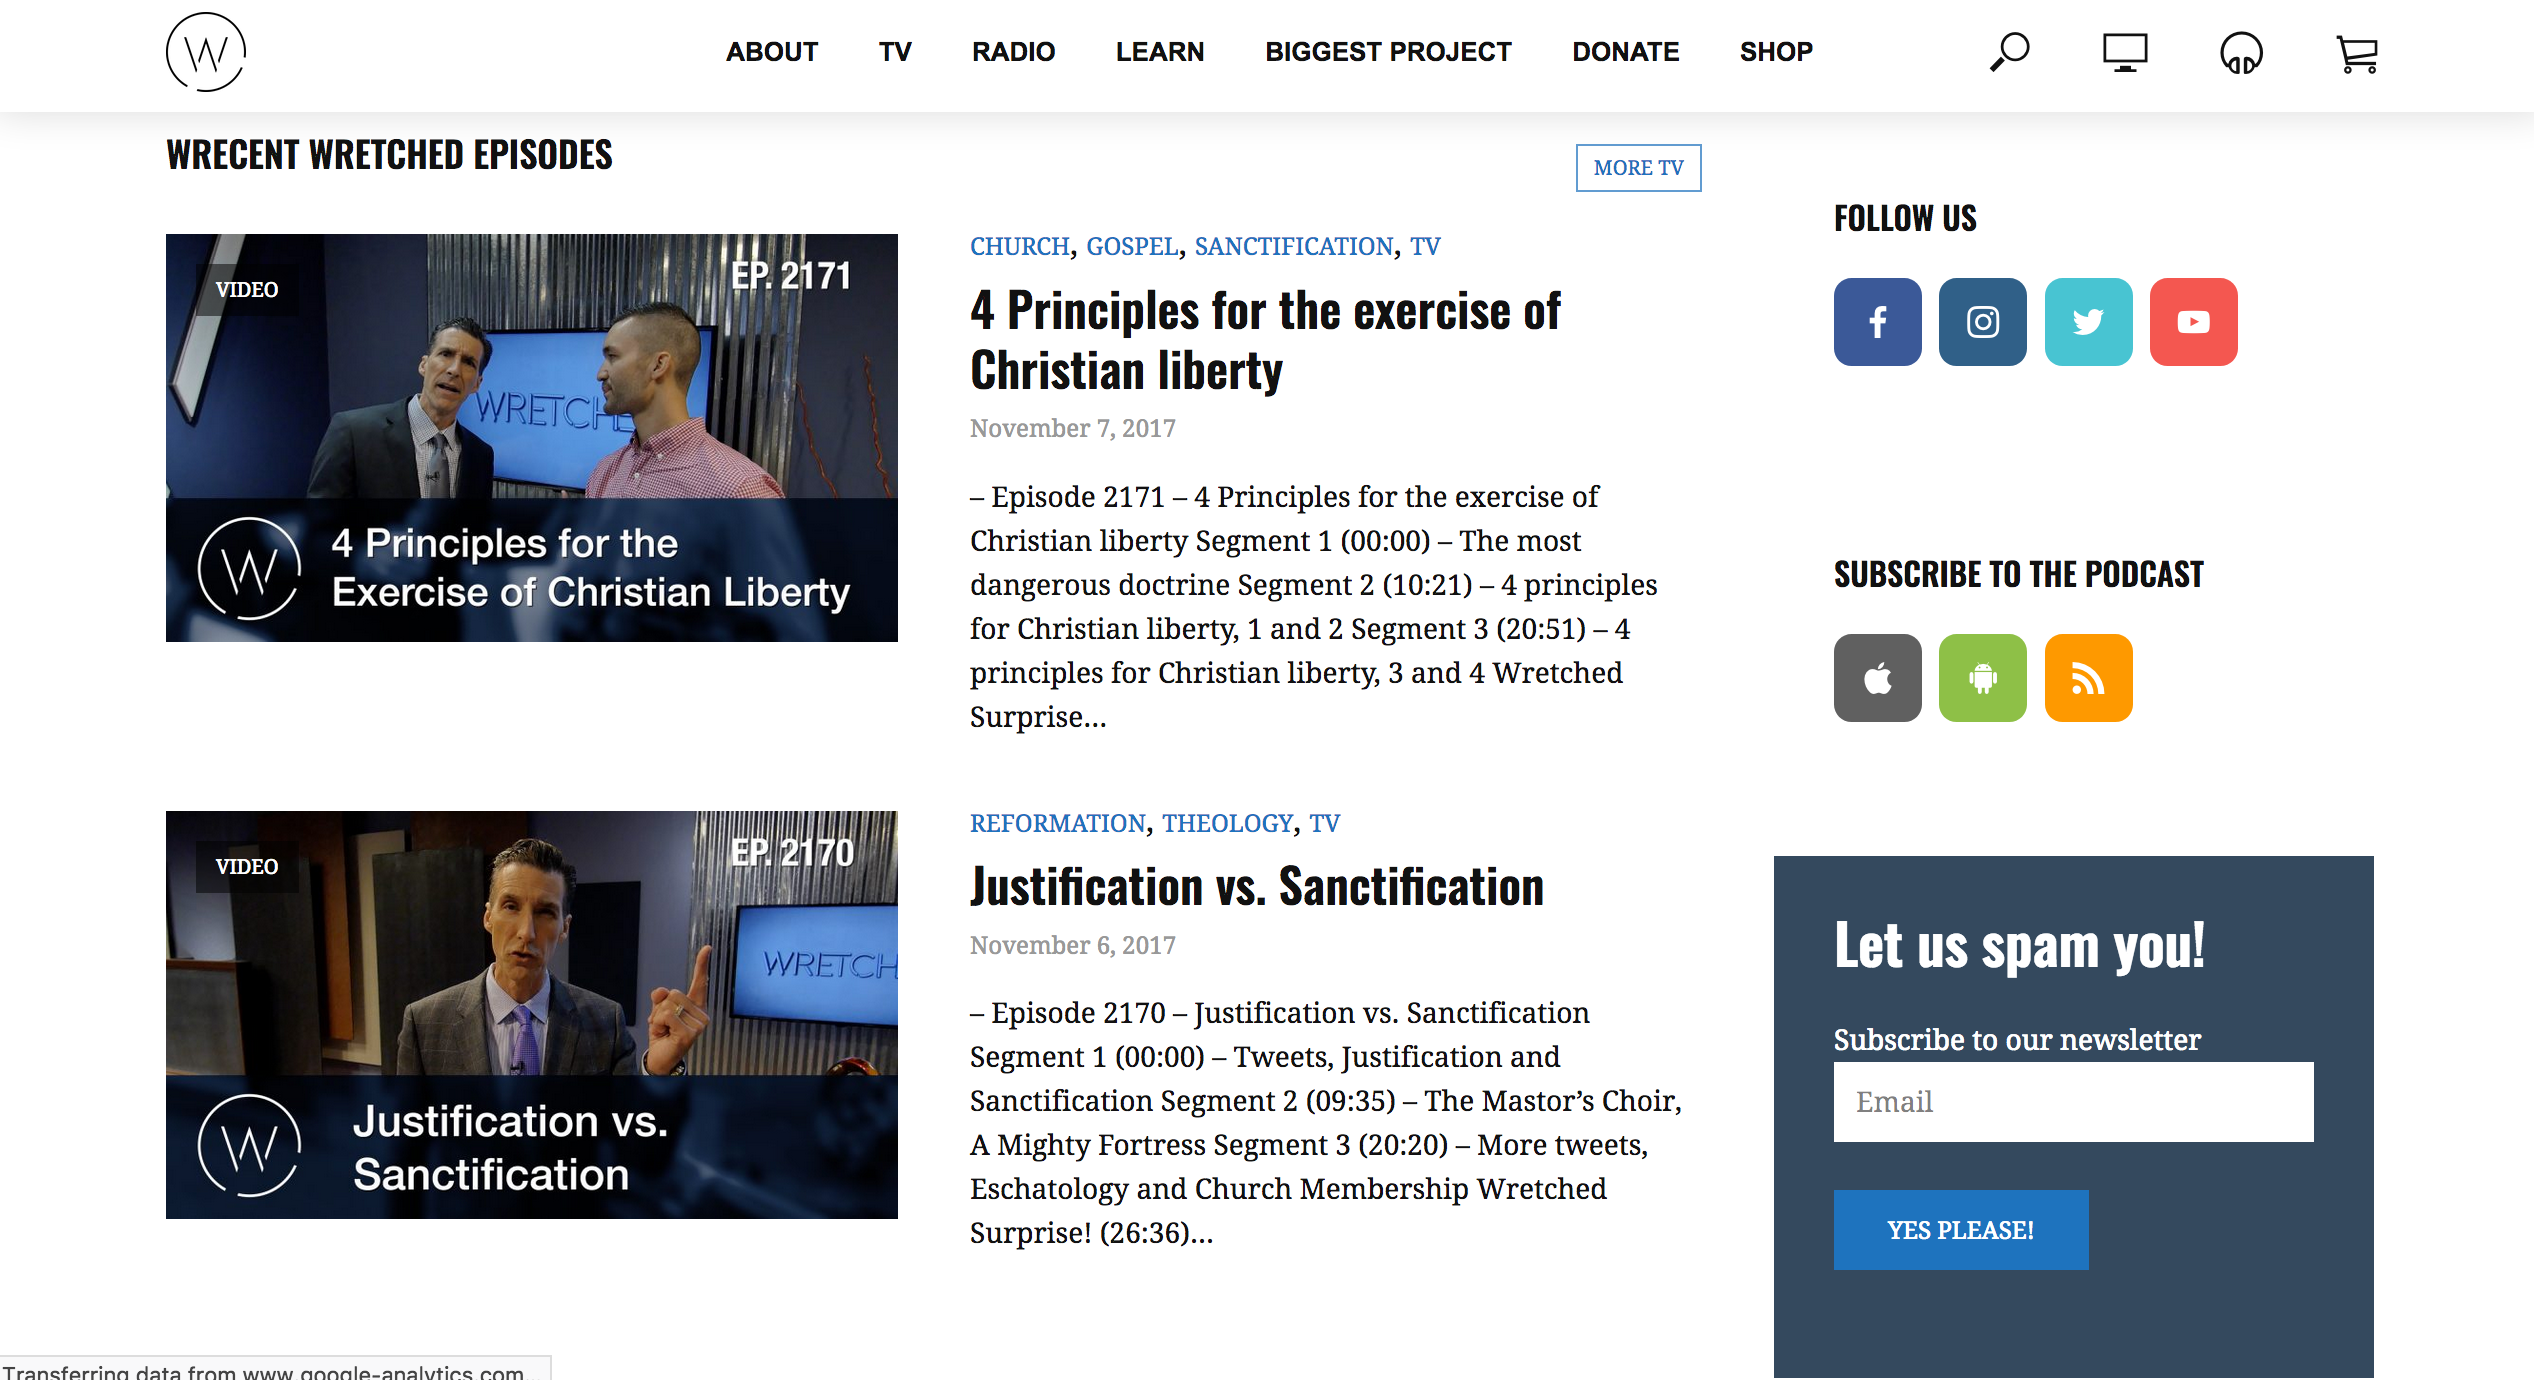 W
ABOUT TV RADIO LEARN BIGGEST PROJECT DONATE SHOP
WRECENT WRETCHED EPISODES
MORE TV
VIDEO
EP. 2171
WRETCHE
W
4 Principles for the
Exercise of Christian Liberty
CHURCH, GOSPEL, SANCTIFICATION, TV
4 Principles for the exercise of
Christian liberty
November 7, 2017
– Episode 2171 – 4 Principles for the exercise of
Christian liberty Segment 1 (00:00) – The most
dangerous doctrine Segment 2 (10:21) – 4 principles
for Christian liberty, 1 and 2 Segment 3 (20:51) – 4
principles for Christian liberty, 3 and 4 Wretched
Surprise...
VIDEO
EP. 2170
WRETCH
W
Justification vs.
Sanctification
REFORMATION, THEOLOGY, TV
Justification vs. Sanctification
November 6, 2017
– Episode 2170 – Justification vs. Sanctification
Segment 1 (00:00) – Tweets, Justification and
Sanctification Segment 2 (09:35) – The Mastor’s Choir,
A Mighty Fortress Segment 3 (20:20) – More tweets,
Eschatology and Church Membership Wretched
Surprise! (26:36)...
FOLLOW US
SUBSCRIBE TO THE PODCAST
Let us spam you!
Subscribe to our newsletter
Email
YES PLEASE!
Transferring data from www.google-analytics.com...